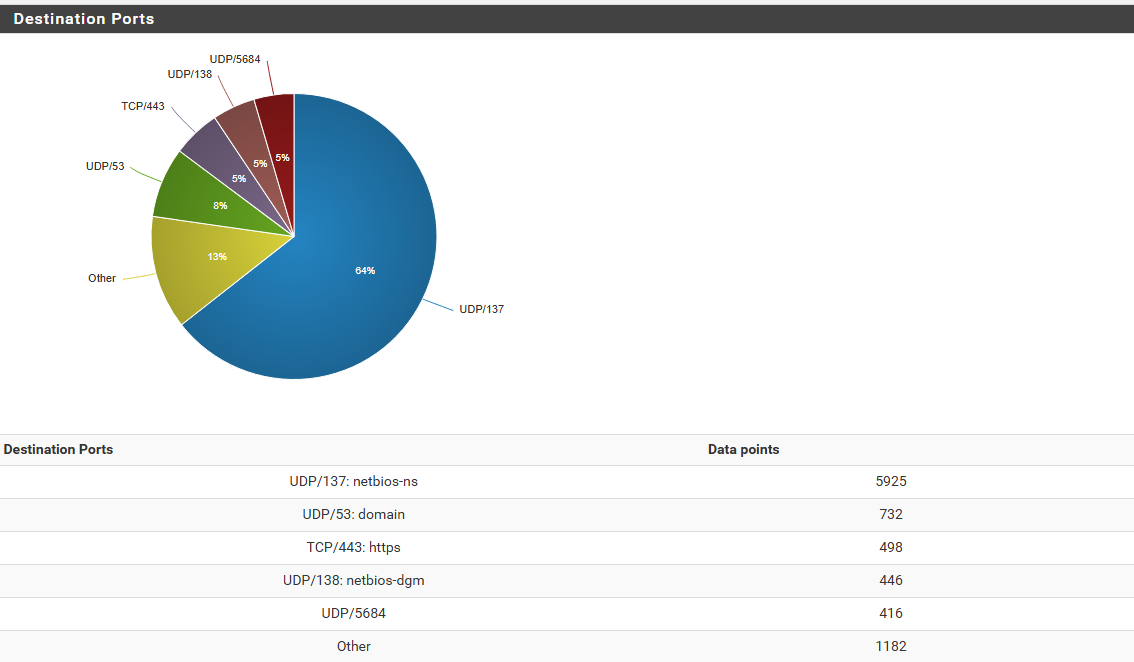 Destination Ports
UDP/5684
UDP/138
TCP/443
UDP/53
Other
UDP/137
5%
5%
5%
8%
13%
64%
Destination Ports Data points
UDP/137: netbios-ns 5925
UDP/53: domain 732
TCP/443: https 498
UDP/138: netbios-dgm 446
UDP/5684 416
Other 1182